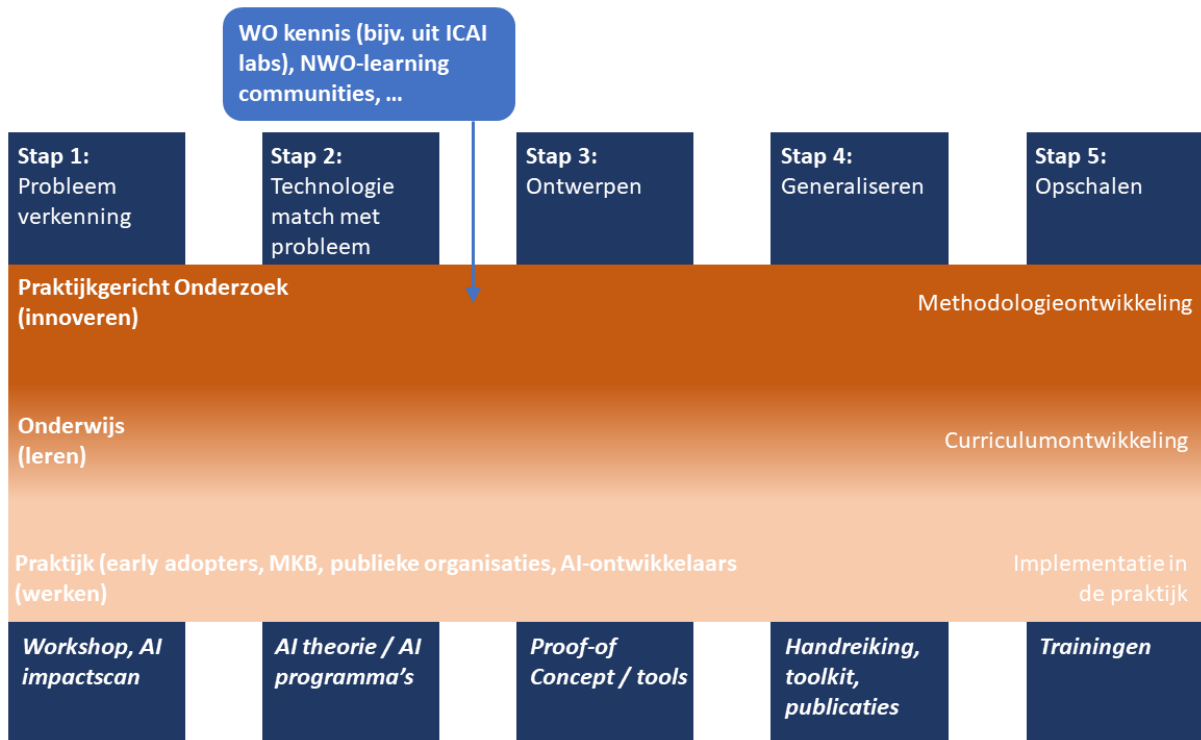 WO kennis (bijv. uit ICAI
labs), NWO-learning
communities, …
Stap 1:
Probleem
verkenning
Stap 2:
Technologie
match met
probleem
Stap 3:
Ontwerpen
Stap 4:
Generaliseren
Stap 5:
Opschalen
Praktijkgericht Onderzoek
(innoveren)
Methodologieontwikkeling
Onderwijs
(leren)
Curriculumontwikkeling
Praktijk (early adopters, MKB, publieke organisaties, AI-ontwikkelaars
(werken)
Implementatie in
de praktijk
Workshop, AI
impactscan
AI theorie / AI
programma's
Proof-of
Concept / tools
Handreiking,
toolkit,
publicaties
Trainingen